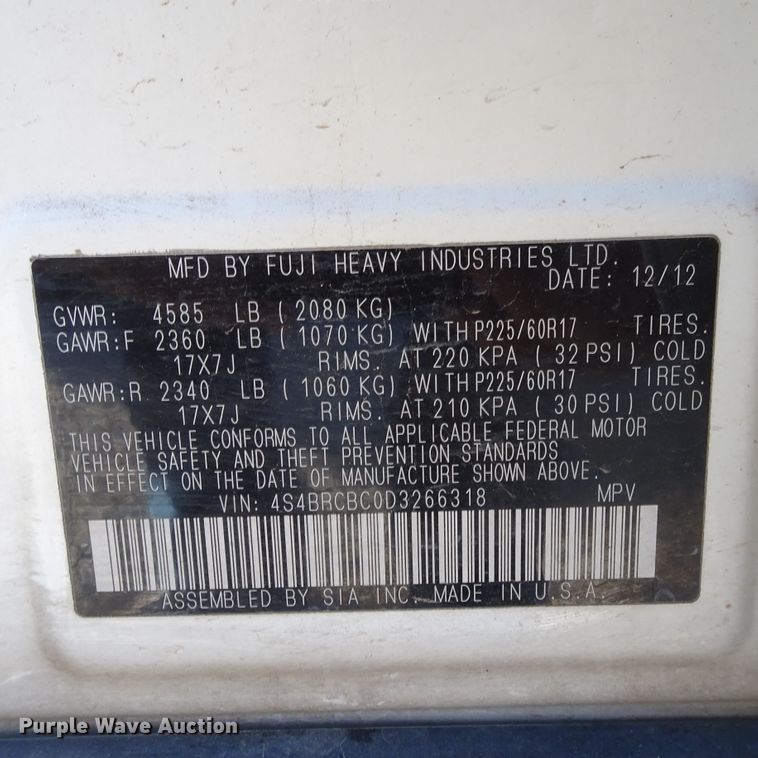 MFD BY FUJI HEAVY INDUSTRIES LTD.
DATE: 12/12
GVWR: 4585 LB ( 2080 KG)
GAWR:F 2360 LB ( 1070 KG) WITH P225/60R17 TIRES.
17X7J RIMS. AT 220 KPA ( 32 PSI) COLD
GAWR:R 2340 LB ( 1060 KG) WITH P225/60R17 TIRES.
17X7J RIMS. AT 210 KPA ( 30 PSI) COLD
THIS VEHICLE CONFORMS TO ALL APPLICABLE FEDERAL MOTOR
VEHICLE SAFETY AND THEFT PREVENTION STANDARDS
IN EFFECT ON THE DATE OF MANUFACTURE SHOWN ABOVE.
VIN: 4S4BRCBC0D3266318 MPV
ASSEMBLED BY SIA INC. MADE IN U.S.A.
Purple Wave Auction